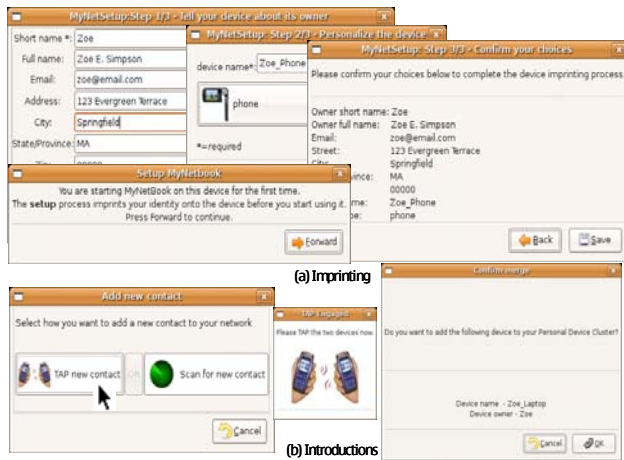 MyNetSetup:Step 1/3 - Tell your device about its owner
Short name *: Zoe
Full name: Zoe E. Simpson
Email: zoe@email.com
Address: 123 Evergreen Terrace
City: Springfield
State/Province: MA
00000
MyNetSetup: Step 2/3 - Personalize the device
device name*: Zoe_Phone
phone
*=required
MyNetSetup: Step 3/3 - Confirm your choices
Please confirm your choices below to complete the device imprinting process
Owner short name: Zoe
Owner full name: Zoe E. Simpson
Email: zoe@email.com
Street: 123 Evergreen Terrace
City: Springfield
vince: MA
00000
me: Zoe_Phone
pe: phone
Back
Save
Setup MyNetbook
You are starting MyNetBook on this device for the first time.
The setup process imprints your identity onto the device before you start using it.
Press Forward to continue.
Forward
(a) Imprinting
Add new contact
Select how you want to add a new contact to your network
TAP new contact
OR
Scan for new contact
Cancel
TAP Engaged
Please TAP the two devices now.
(b) Introductions
Confirm merge
Do you want to add the following device to your Personal Device Cluster?
Device name - Zoe_Laptop
Device owner - Zoe
Cancel
OK